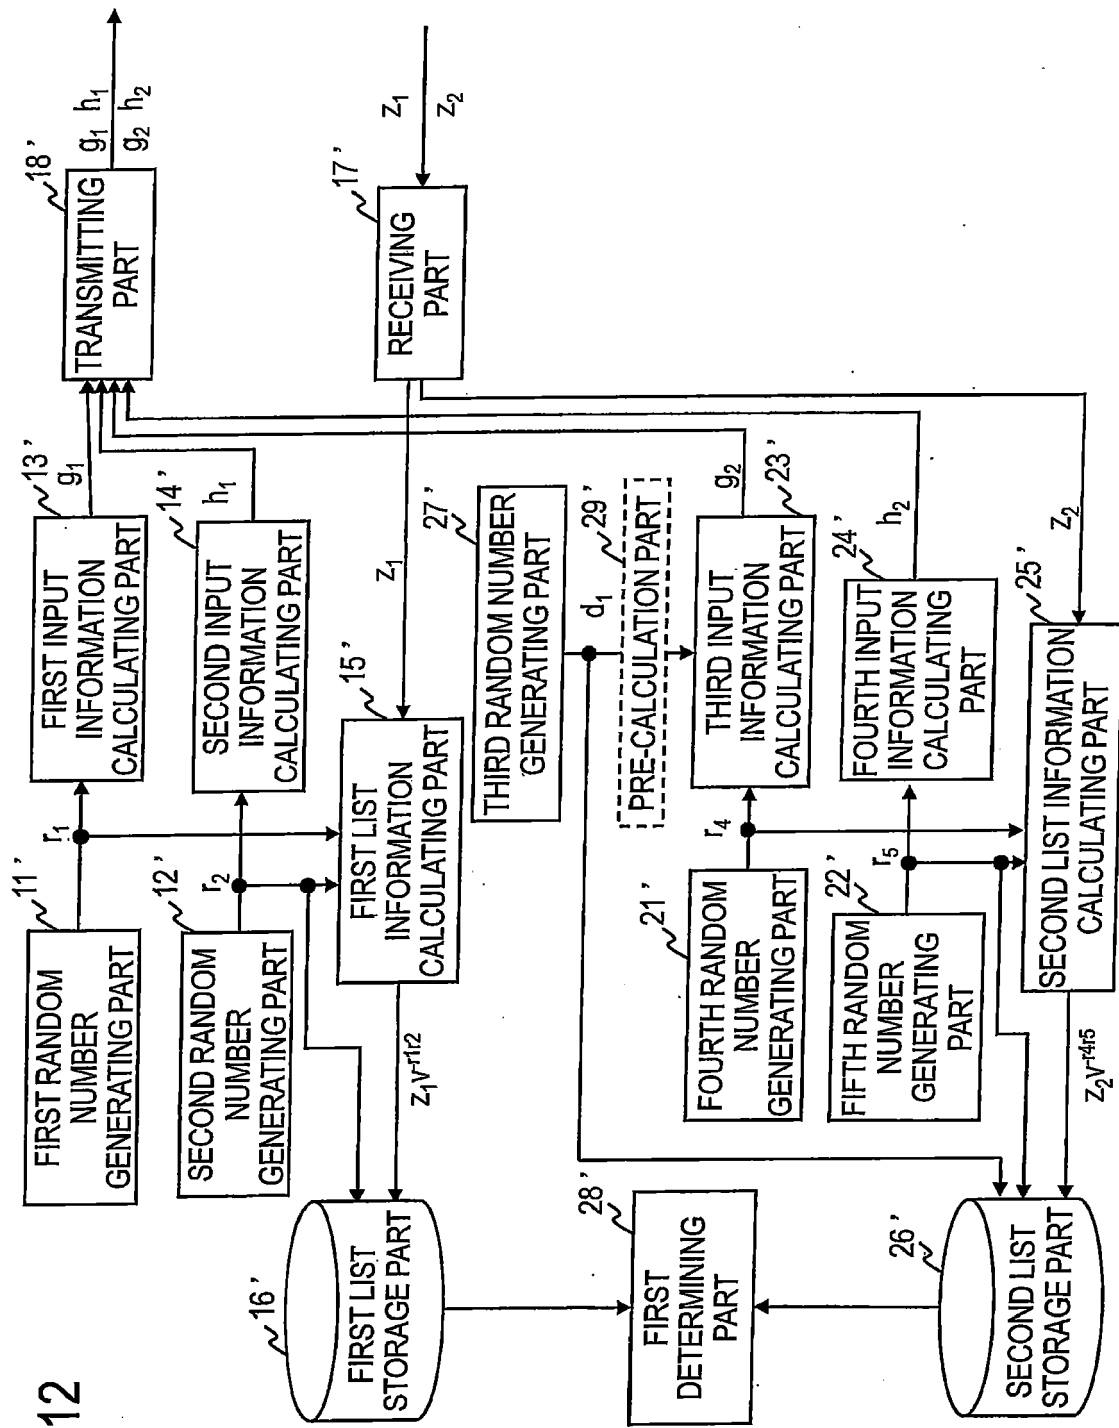 12
FIRST RANDOM
NUMBER
GENERATING PART
11'
r1
FIRST INPUT
INFORMATION
CALCULATING PART
13'
g1
TRANSMITTING
PART
18'
g1 h1
g2 h2
SECOND RANDOM
NUMBER
GENERATING PART
12'
r2
SECOND INPUT
INFORMATION
CALCULATING PART
14'
h1
FIRST LIST
STORAGE PART
16'
z1v-r1r2
FIRST LIST
INFORMATION
CALCULATING PART
15'
z1
RECEIVING
PART
17'
z1
z2
THIRD RANDOM NUMBER
GENERATING PART
27'
d1
PRE-CALCULATION PART
29'
FIRST
DETERMINING
PART
28'
FOURTH RANDOM
NUMBER
GENERATING PART
21'
r4
THIRD INPUT
INFORMATION
CALCULATING PART
23'
g2
FIFTH RANDOM
NUMBER
GENERATING
PART
22'
r5
FOURTH INPUT
INFORMATION
CALCULATING
PART
24'
h2
SECOND LIST
STORAGE PART
26'
z2v-r4r5
SECOND LIST INFORMATION
CALCULATING PART
25'
z2